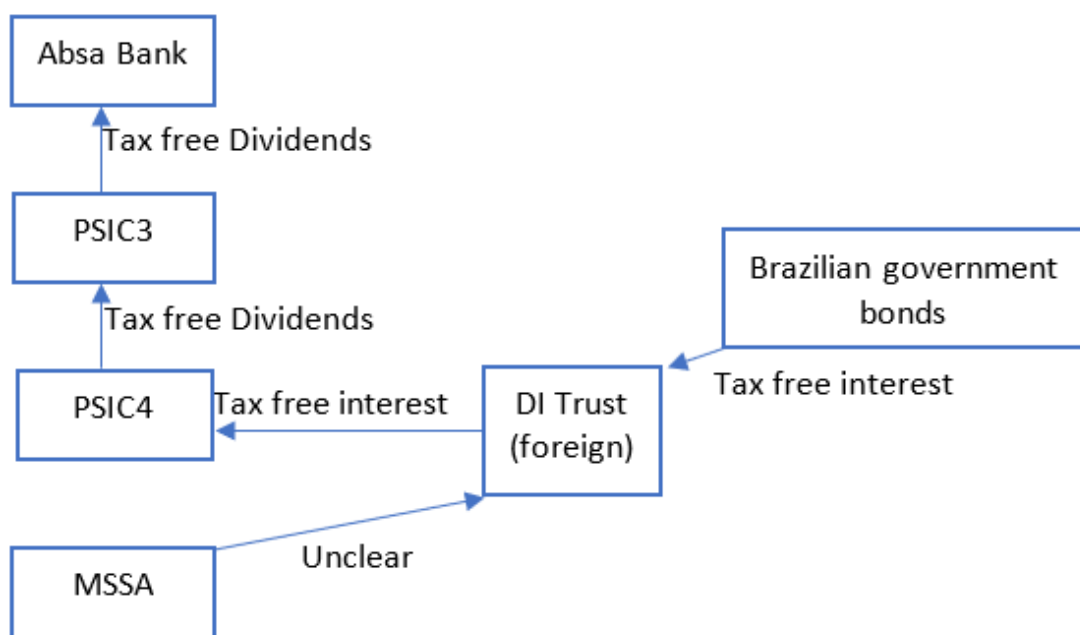 Absa Bank
Tax free Dividends
PSIC3
Tax free Dividends
PSIC4
Tax free interest
DI Trust
(foreign)
Brazilian government
bonds
Tax free interest
Unclear
MSSA